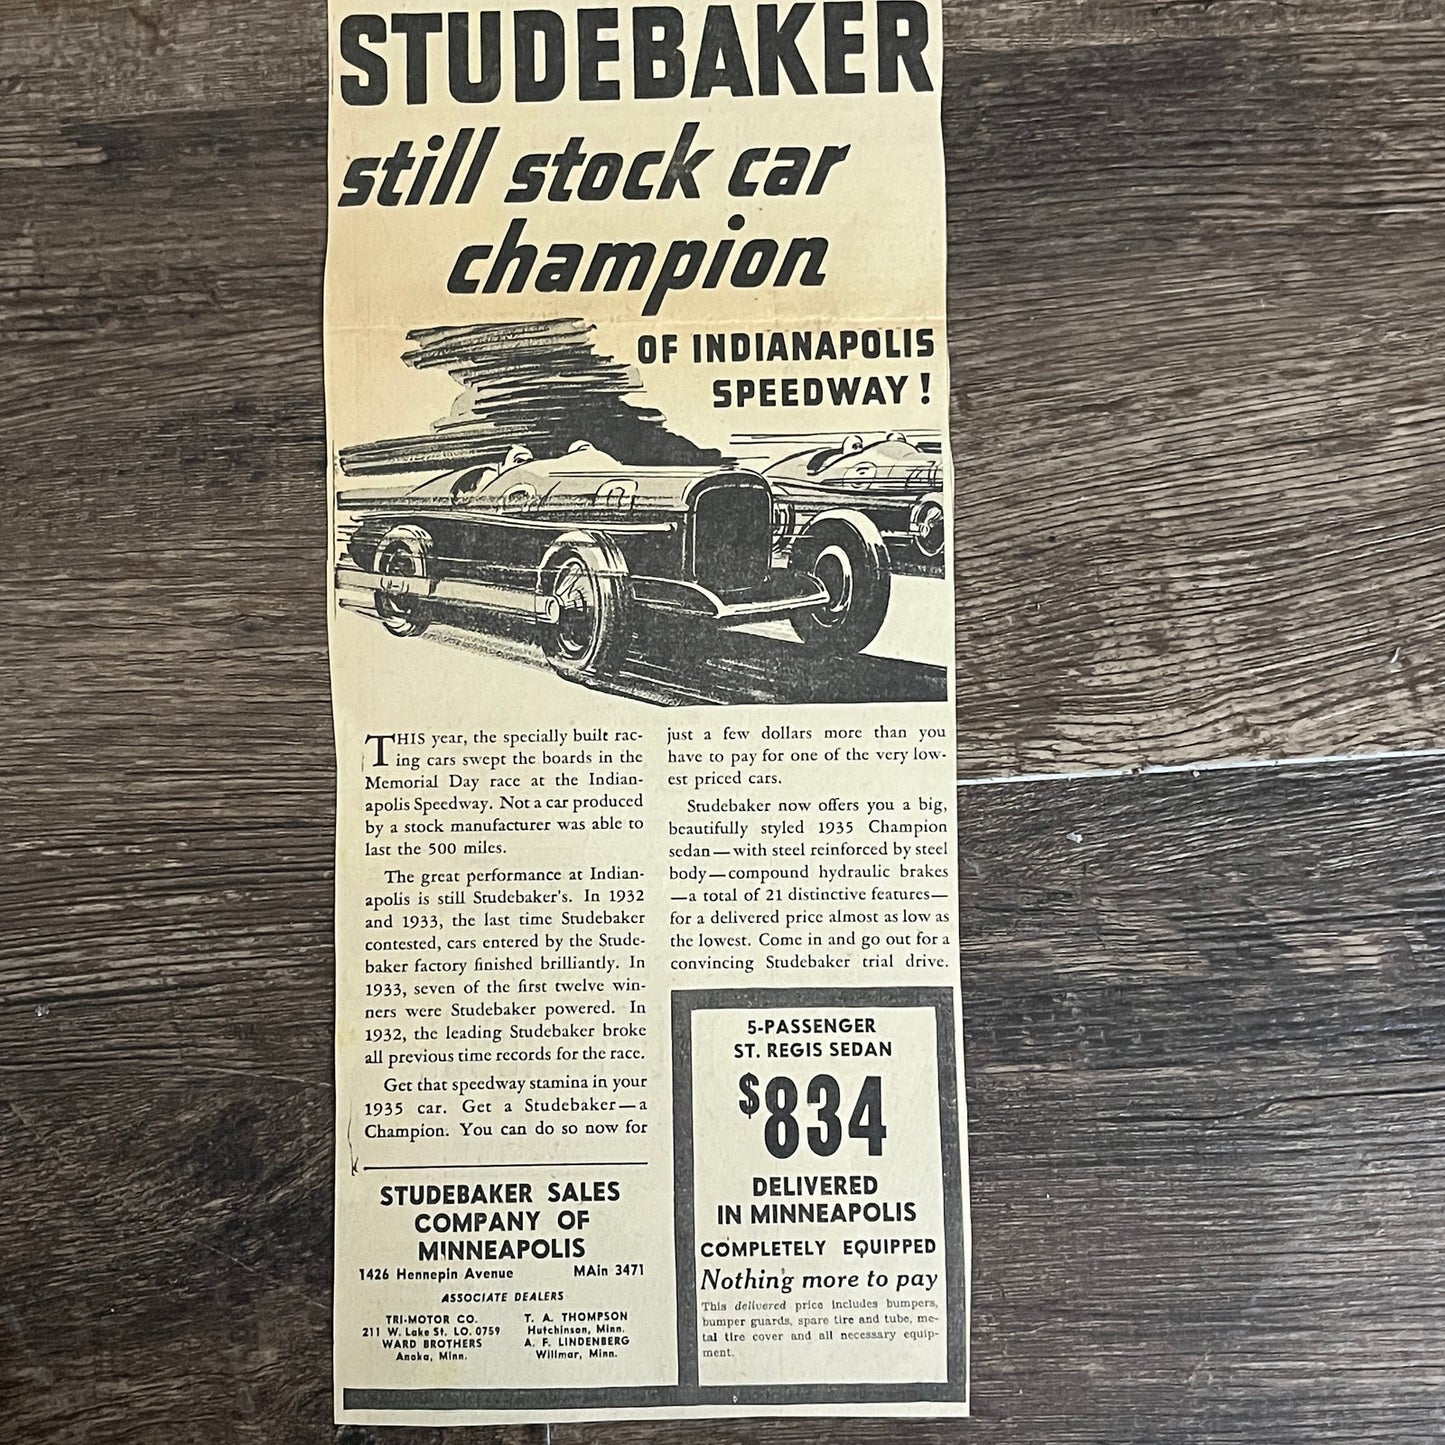 STUDEBAKER
still stock car
champion
OF INDIANAPOLIS
SPEEDWAY!
THIS year, the specially built rac-
ing cars swept the boards in the
Memorial Day race at the Indian-
apolis Speedway. Not a car produced
by a stock manufacturer was able to
last the 500 miles.
The great performance at Indian-
apolis is still Studebaker's. In 1932
and 1933, the last time Studebaker
contested, cars entered by the Stude-
baker factory finished brilliantly. In
1933, seven of the first twelve win-
ners were Studebaker powered. In
1932, the leading Studebaker broke
all previous time records for the race.
Get that speedway stamina in your
1935 car. Get a Studebaker—a
Champion. You can do so now for
just a few dollars more than you
have to pay for one of the very low-
est priced cars.
Studebaker now offers you a big,
beautifully styled 1935 Champion
sedan—with steel reinforced by steel
body—compound hydraulic brakes
—a total of 21 distinctive features—
for a delivered price almost as low as
the lowest. Come in and go out for a
convincing Studebaker trial drive.
STUDEBAKER SALES
COMPANY OF
MINNEAPOLIS
1426 Hennepin Avenue MAin 3471
ASSOCIATE DEALERS
TRI-MOTOR CO.
211 W. Lake St. LO. 0759
WARD BROTHERS
Anoka, Minn.
T. A. THOMPSON
Hutchinson, Minn.
A. F. LINDENBERG
Willmar, Minn.
5-PASSENGER
ST. REGIS SEDAN
$834
DELIVERED
IN MINNEAPOLIS
COMPLETELY EQUIPPED
Nothing more to pay
This delivered price includes bumpers,
bumper guards, spare tire and tube, me-
tal tire cover and all necessary equip-
ment.